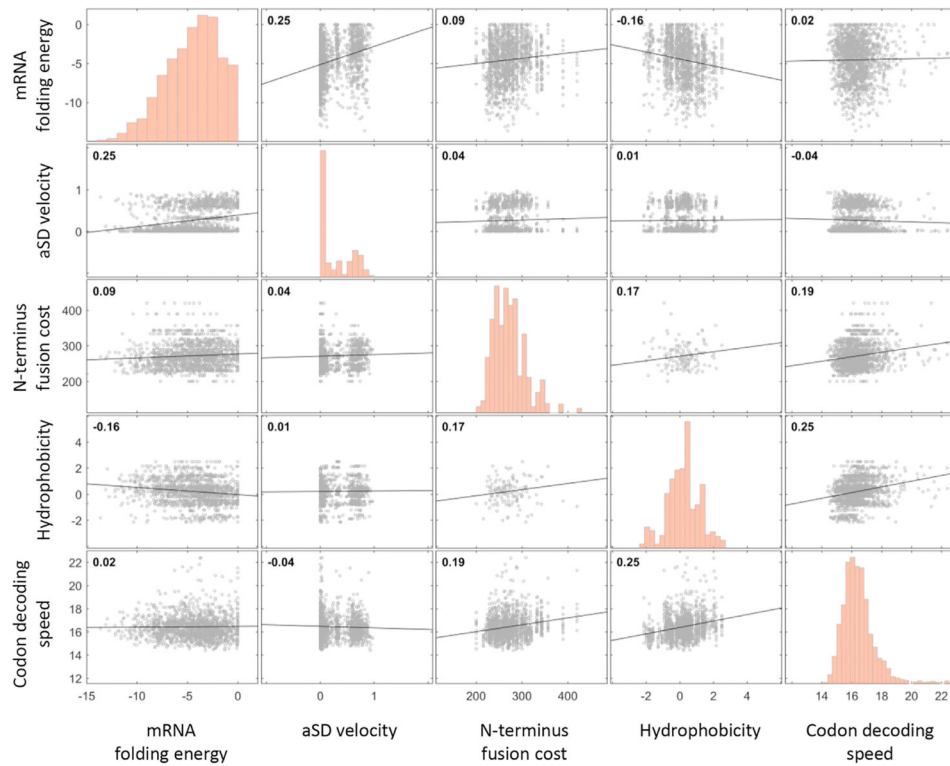 0.25
0.09
-0.16
0.02
mRNA
folding energy
0
-5
-10
0.25
0.04
0.01
-0.04
aSD velocity
1
0
0.09
0.04
0.17
0.19
N-terminus
fusion cost
400
300
200
-0.16
0.01
0.17
0.25
Hydrophobicity
4
2
0
-2
0.02
-0.04
0.19
0.25
Codon decoding
speed
22
20
18
16
14
12
-15 -10 -5 0
0 1
200 300 400
-2 0 2 4
14 16 18 20 22
mRNA
folding energy
aSD velocity
N-terminus
fusion cost
Hydrophobicity
Codon decoding
speed